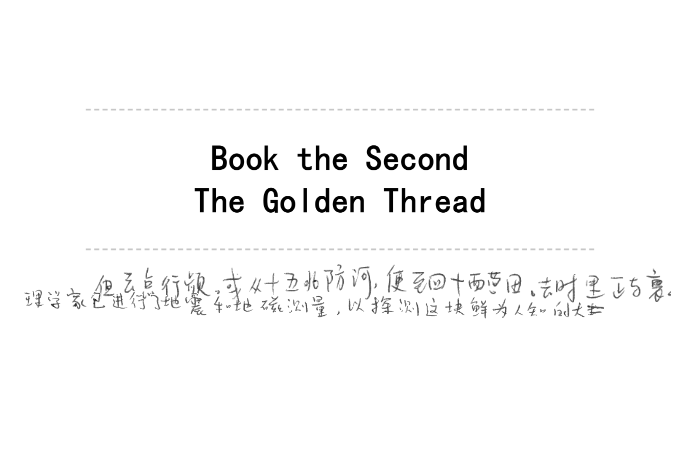 Book the Second
The Golden Thread
但云点行频,或从十五北防河,便至四十西营田,去时里正与裹。
理学家已进行了地震和地磁测量,以探测这块鲜为人知的大